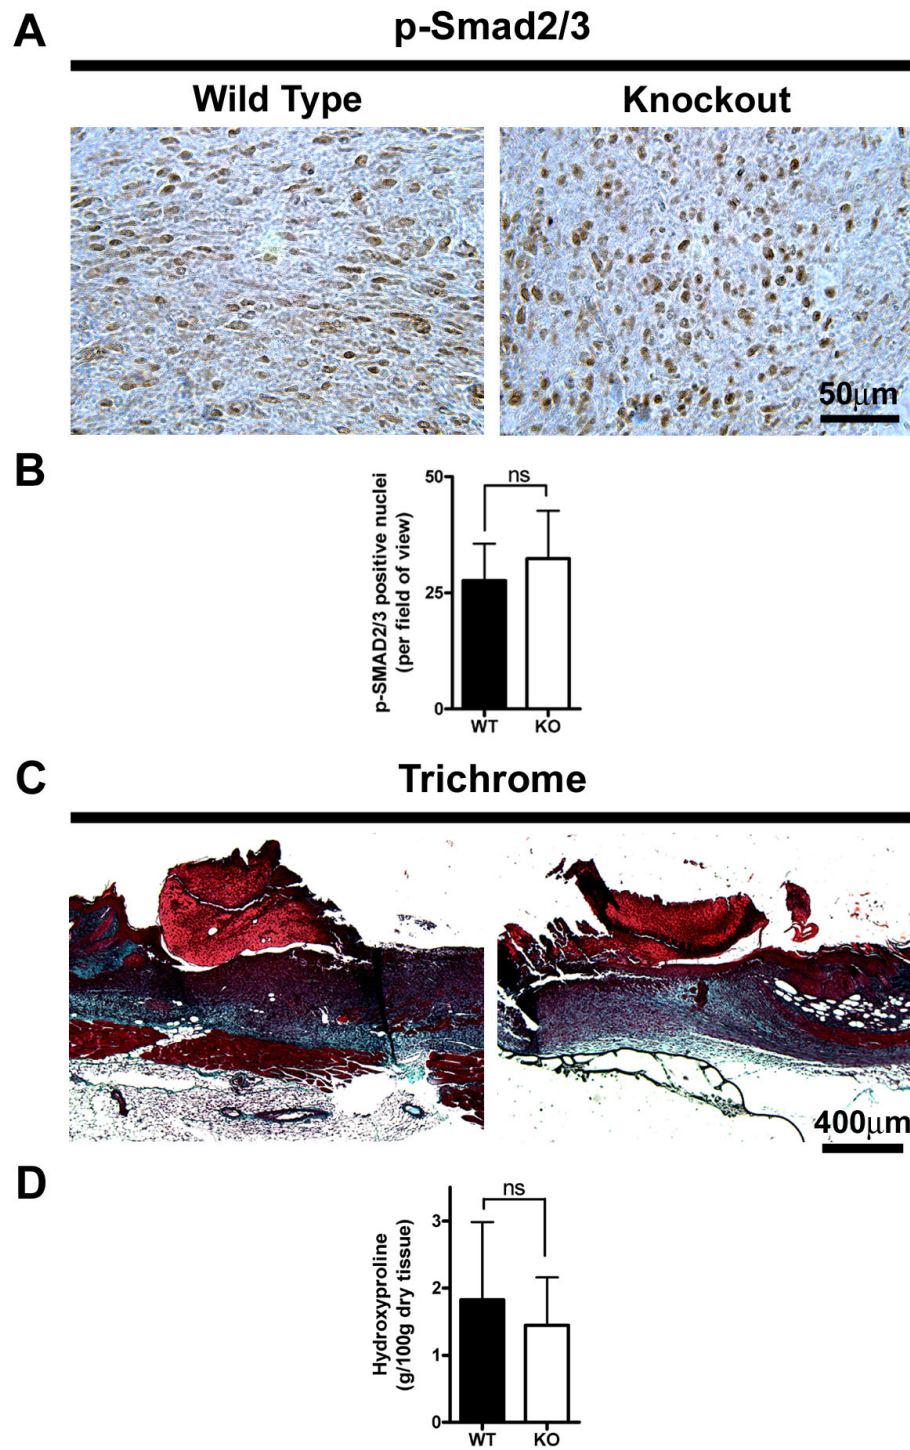 A
p-Smad2/3
Wild Type
Knockout
50μm
B
p-SMAD2/3 positive nuclei
(per field of view)
50
25
0
ns
WT
KO
C
Trichrome
400μm
D
Hydroxyproline
(g/100g dry tissue)
3
2
1
0
ns
WT
KO